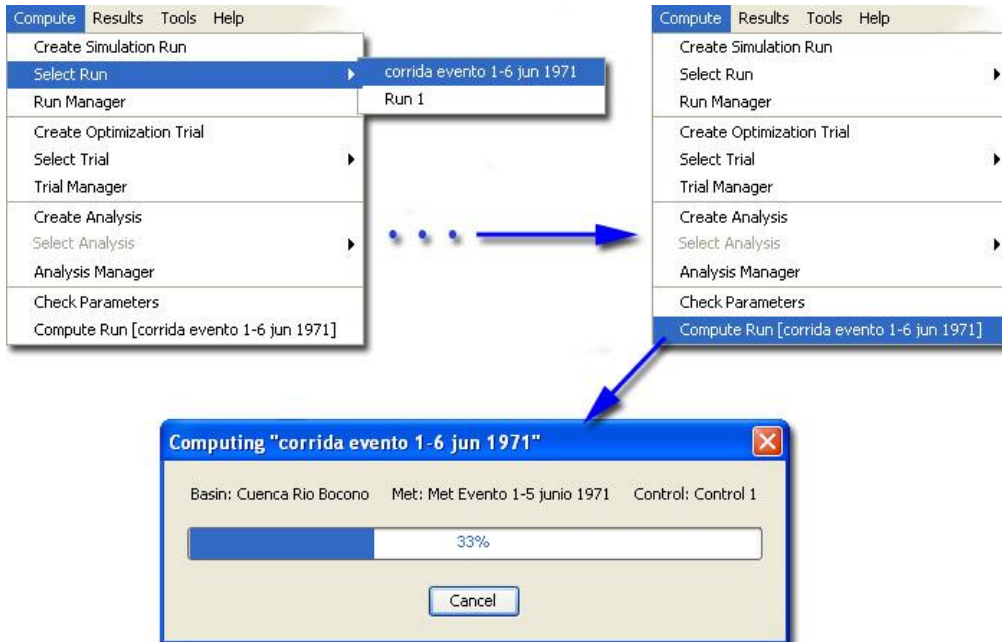 Compute Results Tools Help
Create Simulation Run
Select Run
corrida evento 1-6 jun 1971
Run 1
Run Manager
Create Optimization Trial
Select Trial
Trial Manager
Create Analysis
Select Analysis
Analysis Manager
Check Parameters
Compute Run [corrida evento 1-6 jun 1971]
Compute Results Tools Help
Create Simulation Run
Select Run
Run Manager
Create Optimization Trial
Select Trial
Trial Manager
Create Analysis
Select Analysis
Analysis Manager
Check Parameters
Compute Run [corrida evento 1-6 jun 1971]
Computing "corrida evento 1-6 jun 1971"
Basin: Cuenca Rio Bocono Met: Met Evento 1-5 junio 1971 Control: Control 1
33%
Cancel